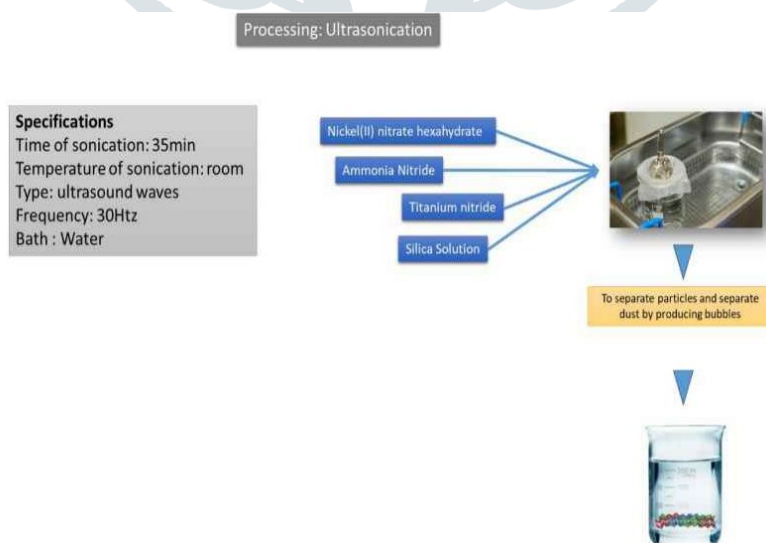 Processing: Ultrasonication
Specifications
Time of sonication: 35min
Temperature of sonication: room
Type: ultrasound waves
Frequency: 30Htz
Bath : Water
Nickel(II) nitrate hexahydrate
Ammonia Nitride
Titanium nitride
Silica Solution
To separate particles and separate
dust by producing bubbles